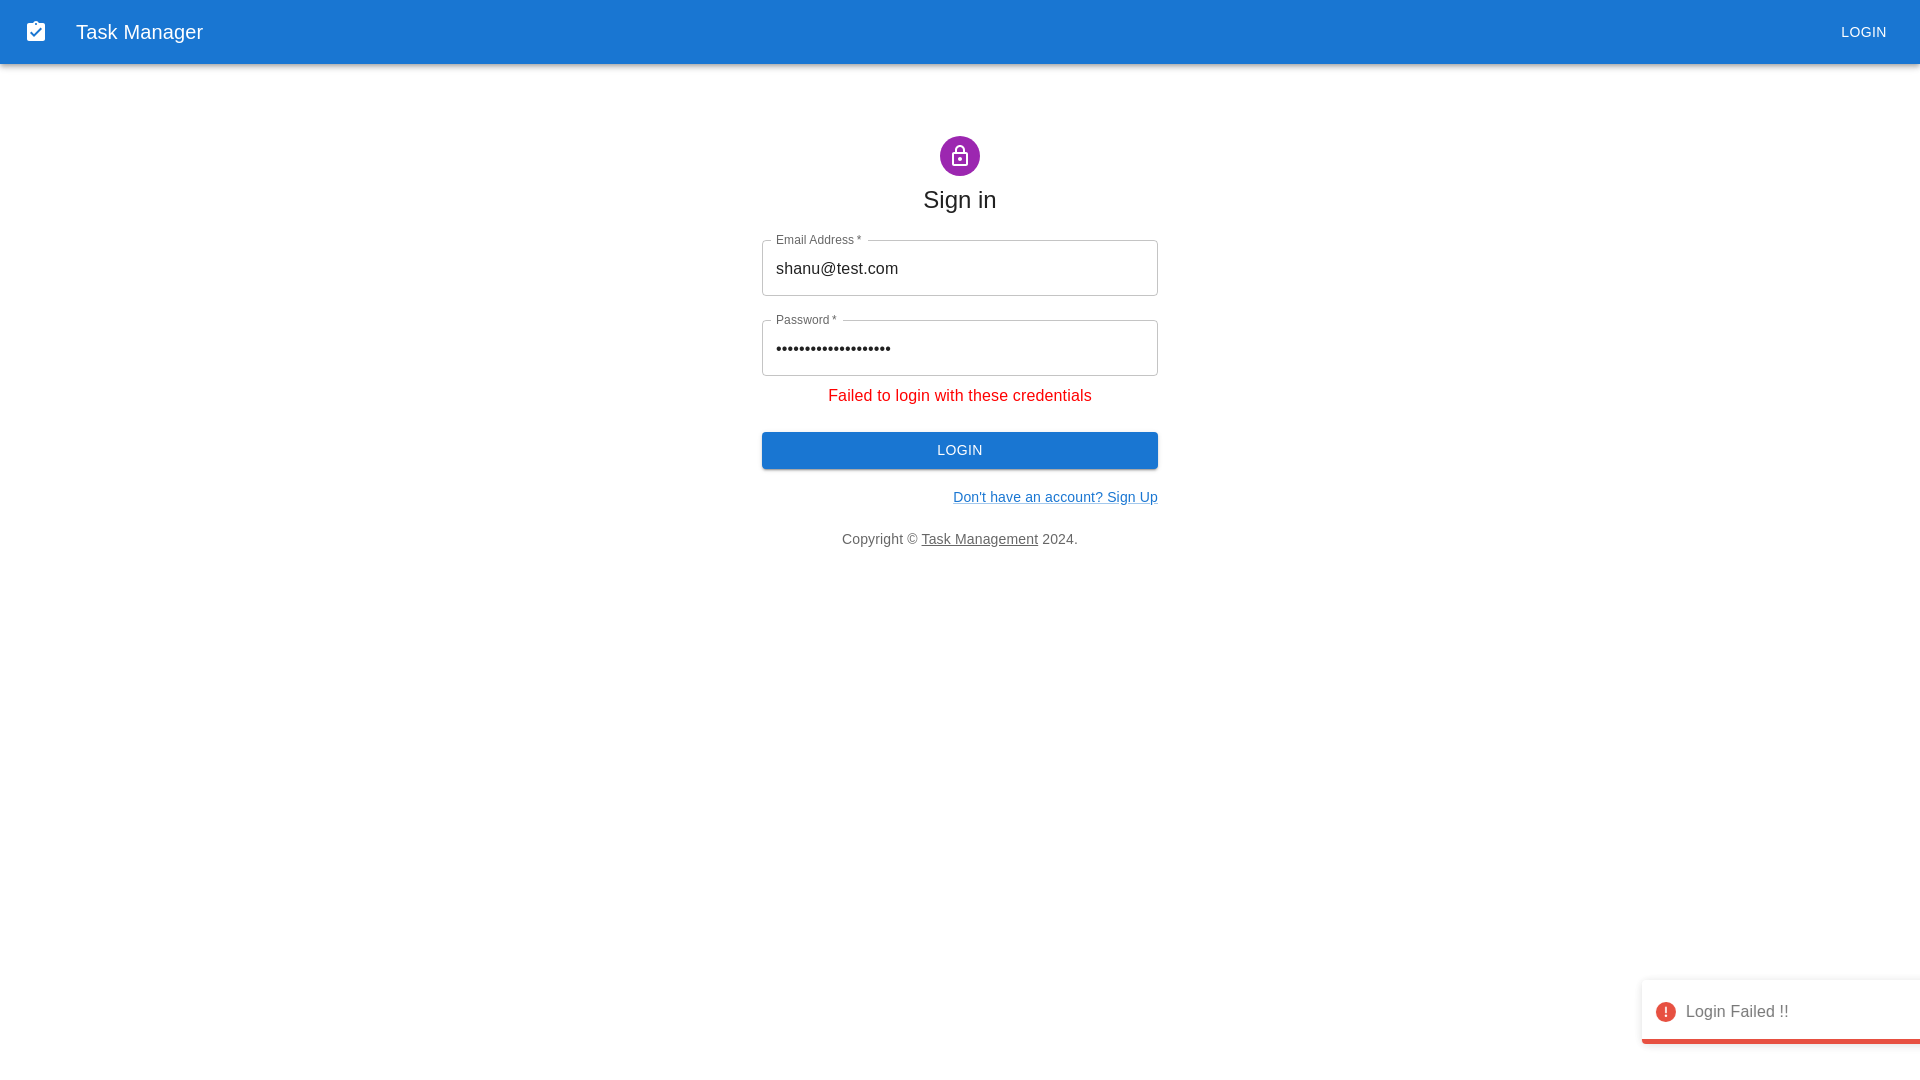 Task Manager
LOGIN
Sign in
Email Address *
shanu@test.com
Password *
••••••••••••••••••••
Failed to login with these credentials
LOGIN
Don't have an account? Sign Up
Copyright © Task Management 2024.
Login Failed !!